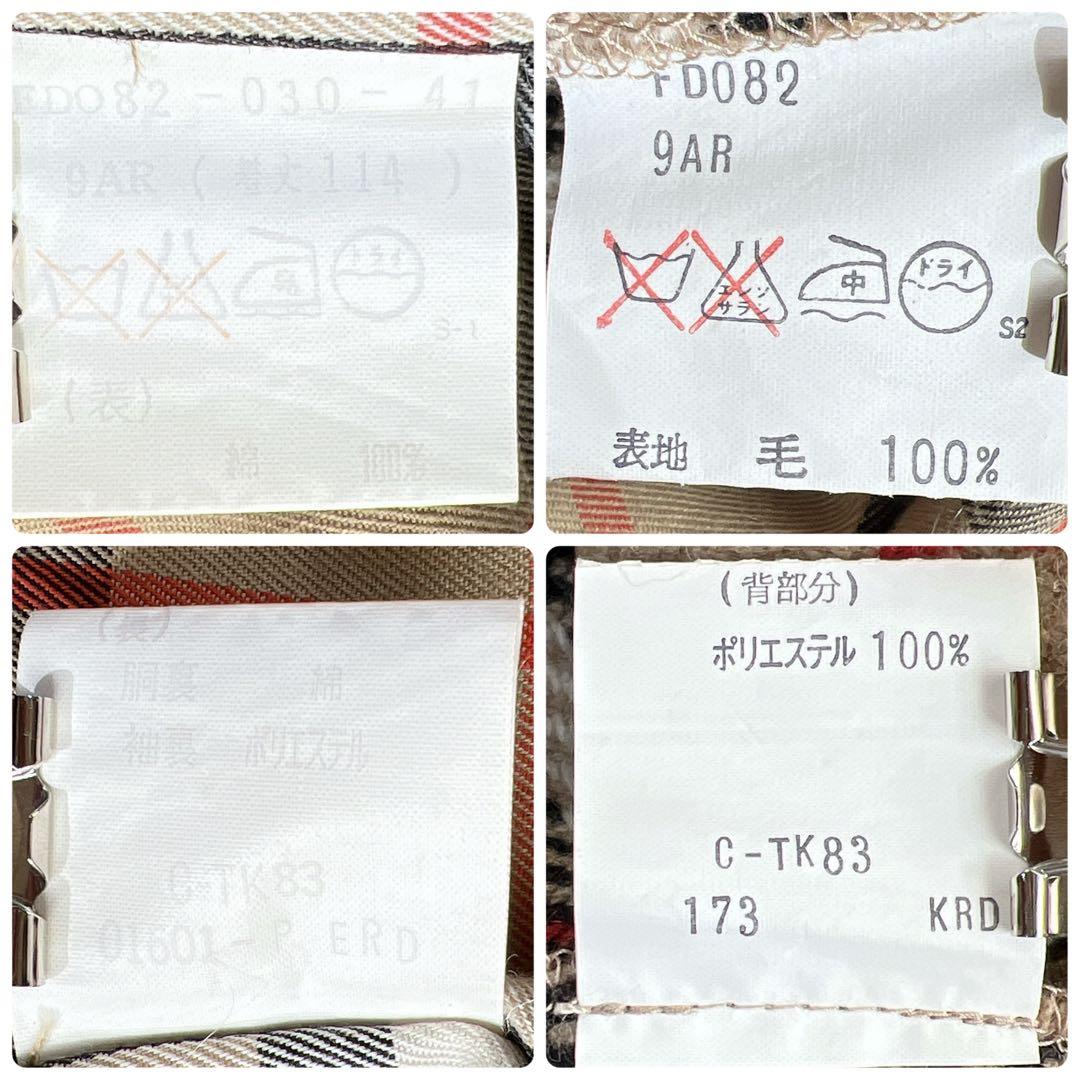 FD082-030-41
9AR (着丈114)
S-1
(表)
綿
FD082
9AR
エンソ
サラン
中
ドライ
S2
表地 毛 100%
(裏)
胴裏 綿
袖裏 ポリエステル
C-TK83
01601- ERD
(背部分)
ポリエステル 100%
C-TK83
173 KRD